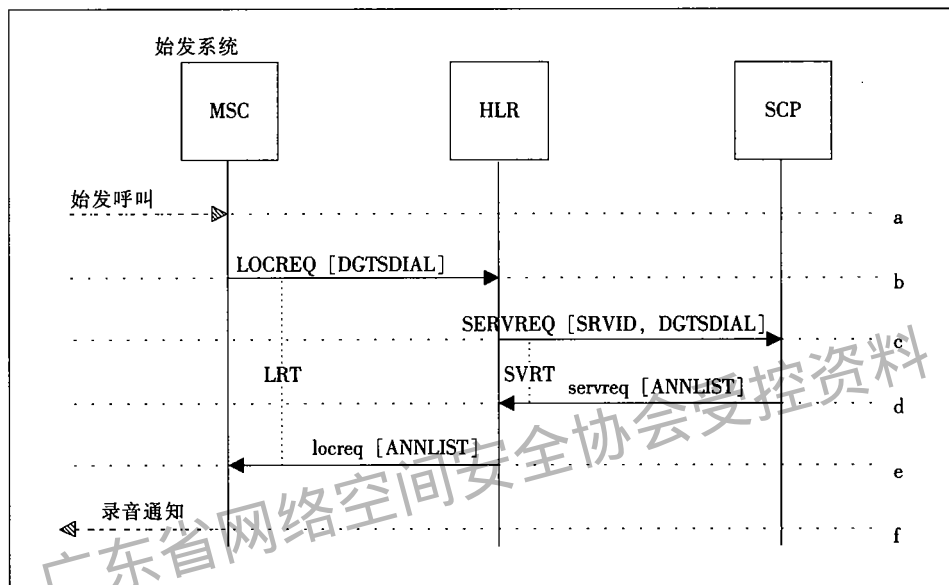 始发系统
MSC
HLR
SCP
始发呼叫
a
LOCREQ [DGTSDIAL]
b
SERVREQ [SRVID, DGTSDIAL]
c
LRT
SVRT
servreq [ANNLIST]
d
locreq [ANNLIST]
e
录音通知
f
广东省网络空间安全协会受控资料